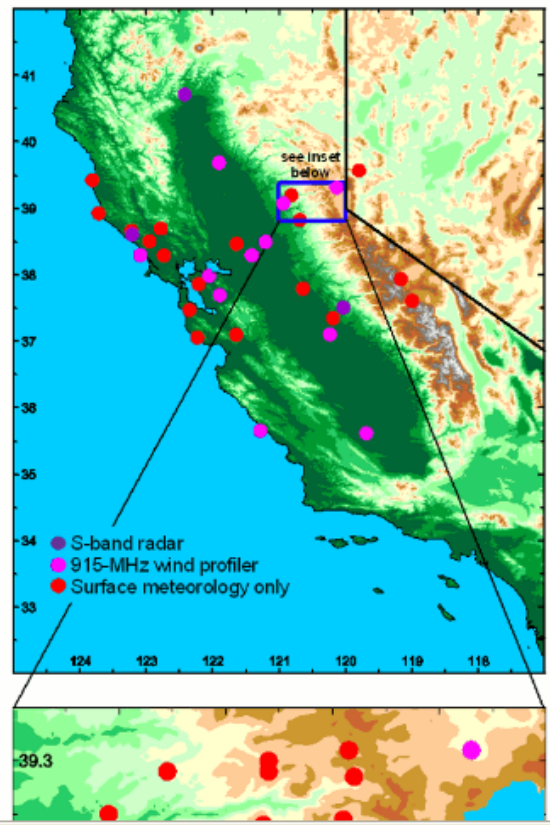 41
40
see inset
below
39
38
37
36
35
34
S-band radar
915-MHz wind profiler
Surface meteorology only
33
124 123 122 121 120 119 118
39.3